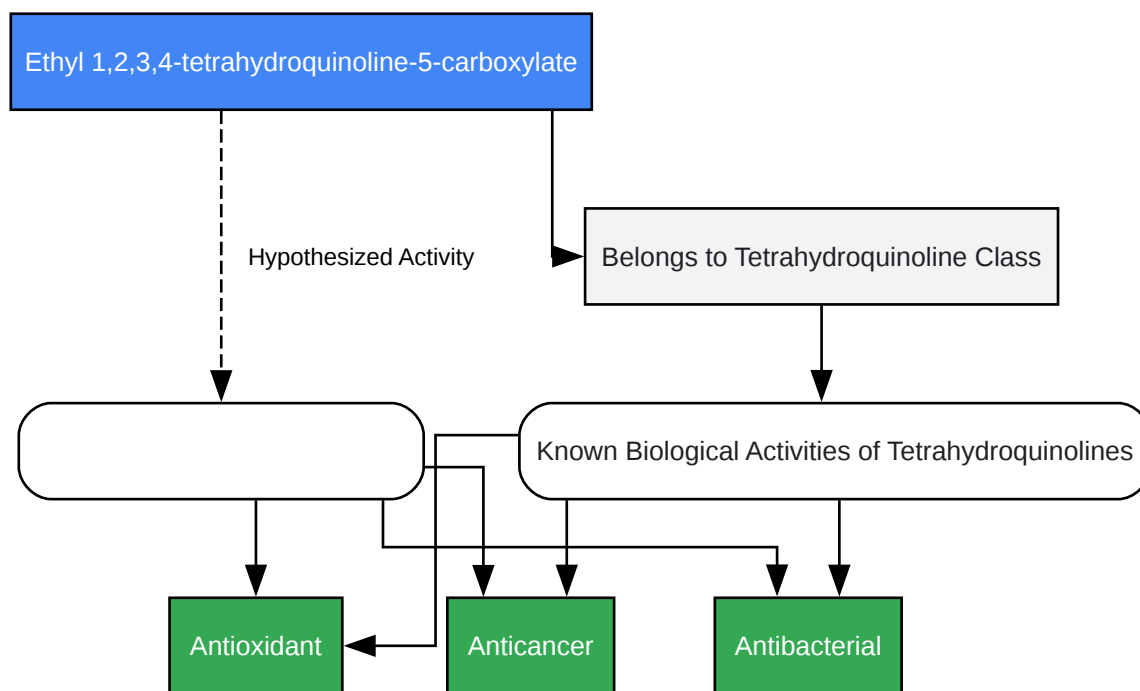 Ethyl 1,2,3,4-tetrahydroquinoline-5-carboxylate
Hypothesized Activity
Belongs to Tetrahydroquinoline Class
Known Biological Activities of Tetrahydroquinolines
Antioxidant
Anticancer
Antibacterial